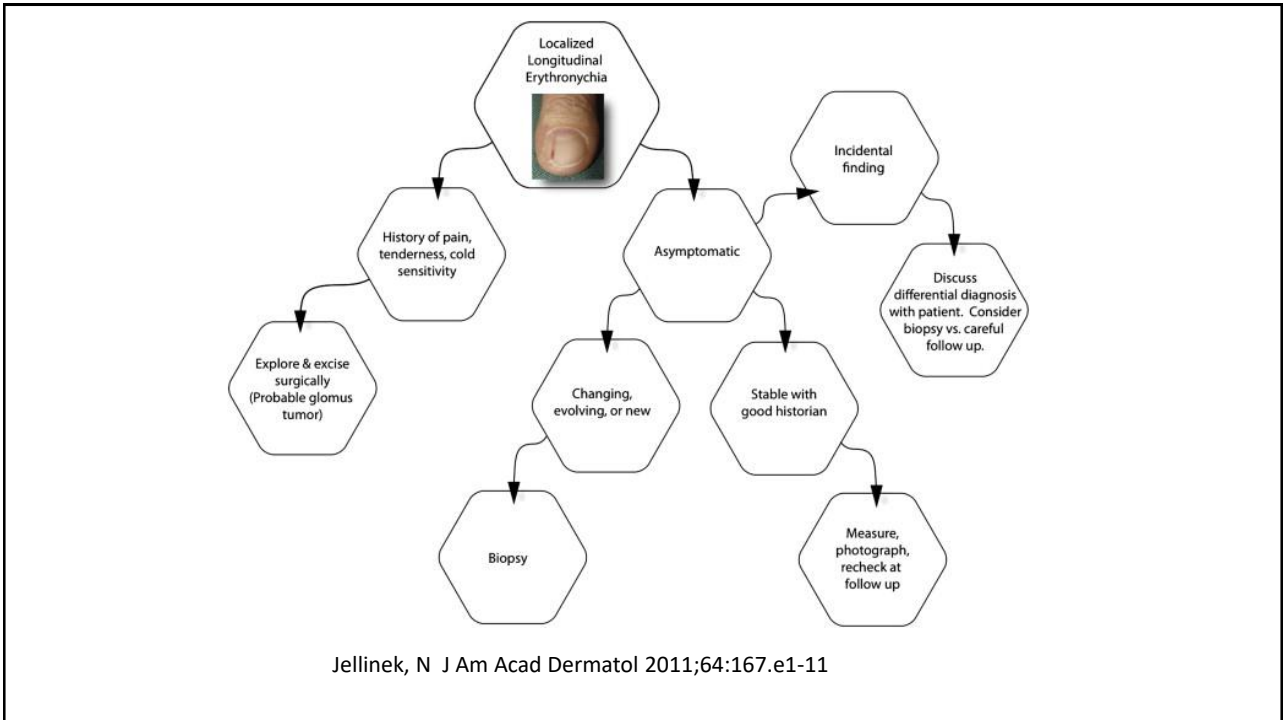 Localized
Longitudinal
Erythronychia
Incidental
finding
History of pain,
tenderness, cold
sensitivity
Asymptomatic
Discuss
differential diagnosis
with patient. Consider
biopsy vs. careful
follow up.
Explore & excise
surgically
(Probable glomus
tumor)
Changing,
evolving, or new
Stable with
good historian
Biopsy
Measure,
photograph,
recheck at
follow up
Jellinek, N J Am Acad Dermatol 2011;64:167.e1-11